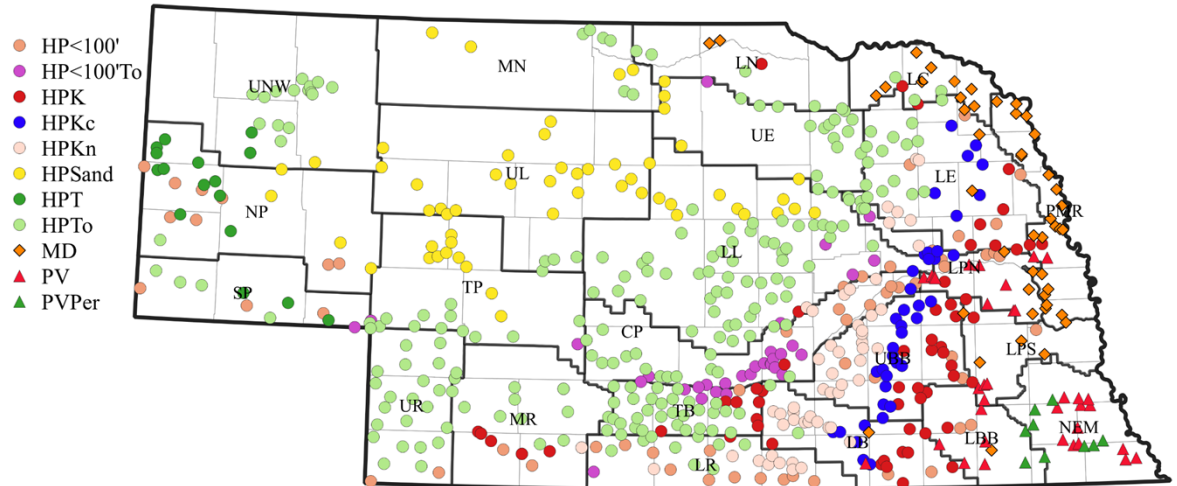 HP<100'
HP<100'To
HPK
HPKc
HPKn
HPSand
HPT
HPTo
MD
PV
PVPer
UNW
MN
LN
LC
UE
UL
LE
NP
PMR
LL
LPN
SP
TP
CP
UBB
LPS
UR
MR
TB
LB
LBB
NEM
LR